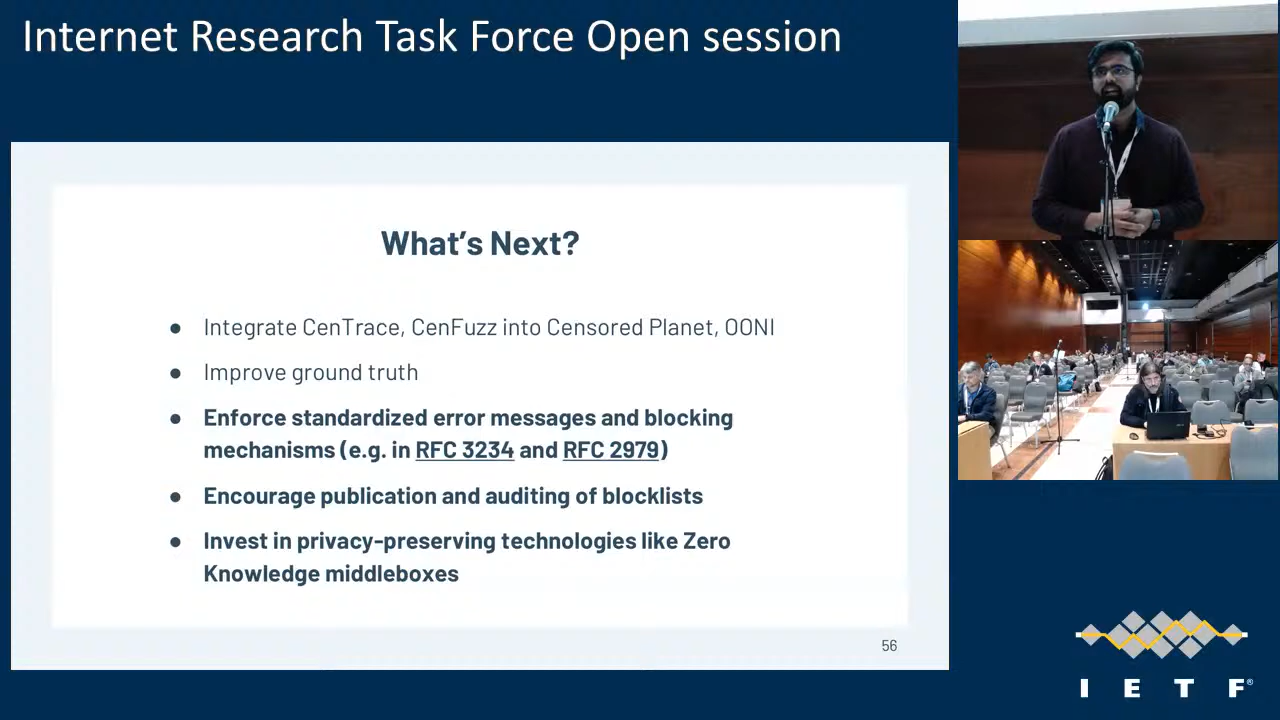 Internet Research Task Force Open session
What's Next?
● Integrate CenTrace, CenFuzz into Censored Planet, OONI
● Improve ground truth
● Enforce standardized error messages and blocking
mechanisms (e.g. in RFC 3234 and RFC 2979)
● Encourage publication and auditing of blocklists
● Invest in privacy-preserving technologies like Zero
Knowledge middleboxes
56
I E T F®